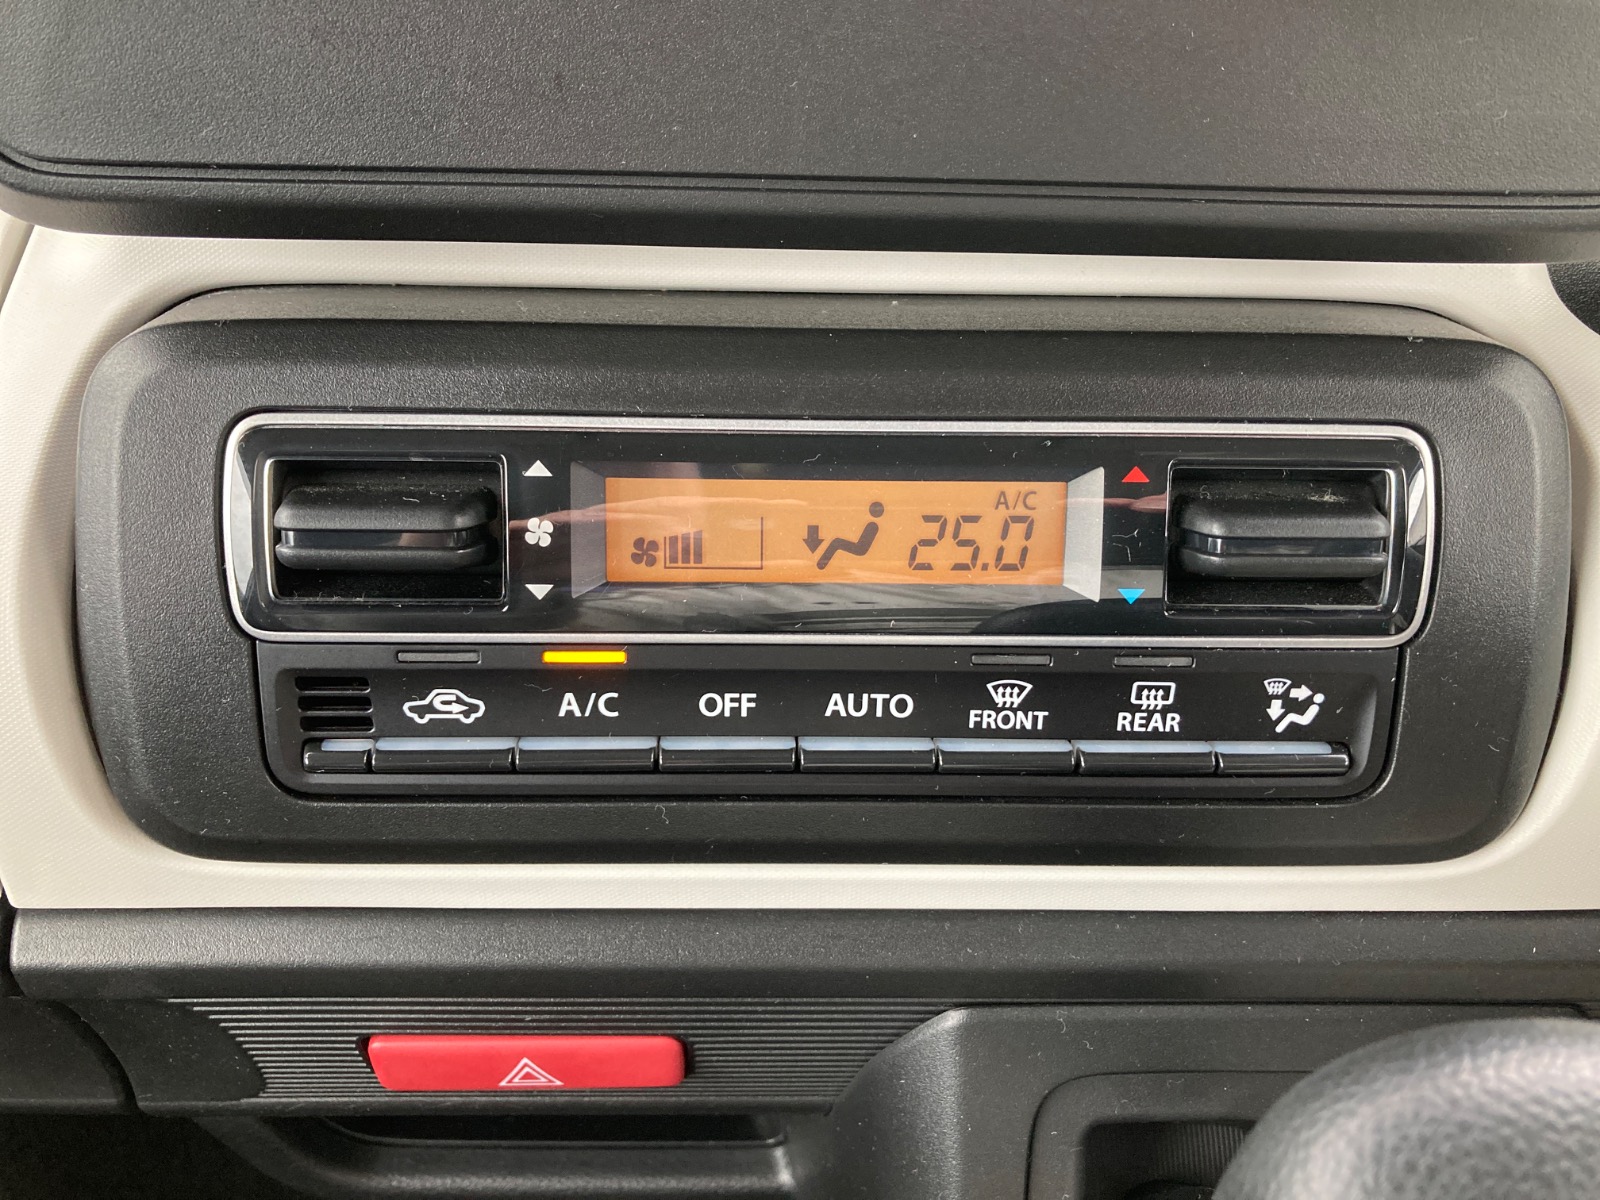 A/C
25.0
A/C OFF AUTO FRONT REAR